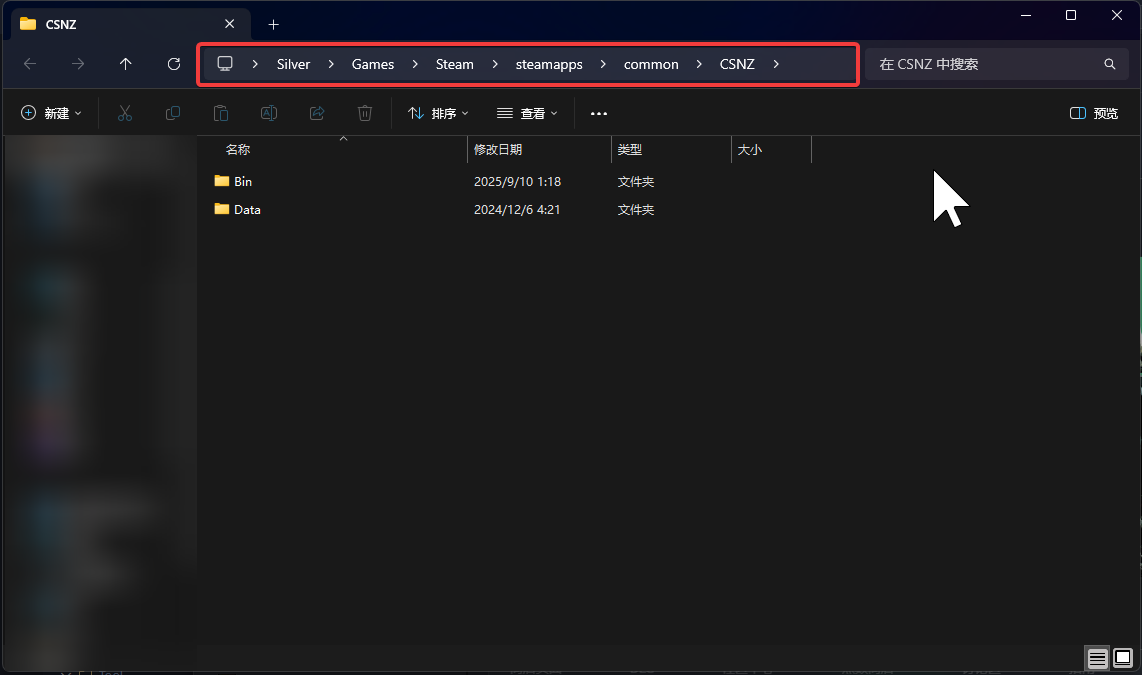 CSNZ
Silver Games Steam steamapps common CSNZ
在 CSNZ 中搜索
新建 排序 查看 ... 预览
名称 修改日期 类型 大小
Bin 2025/9/10 1:18 文件夹
Data 2024/12/6 4:21 文件夹